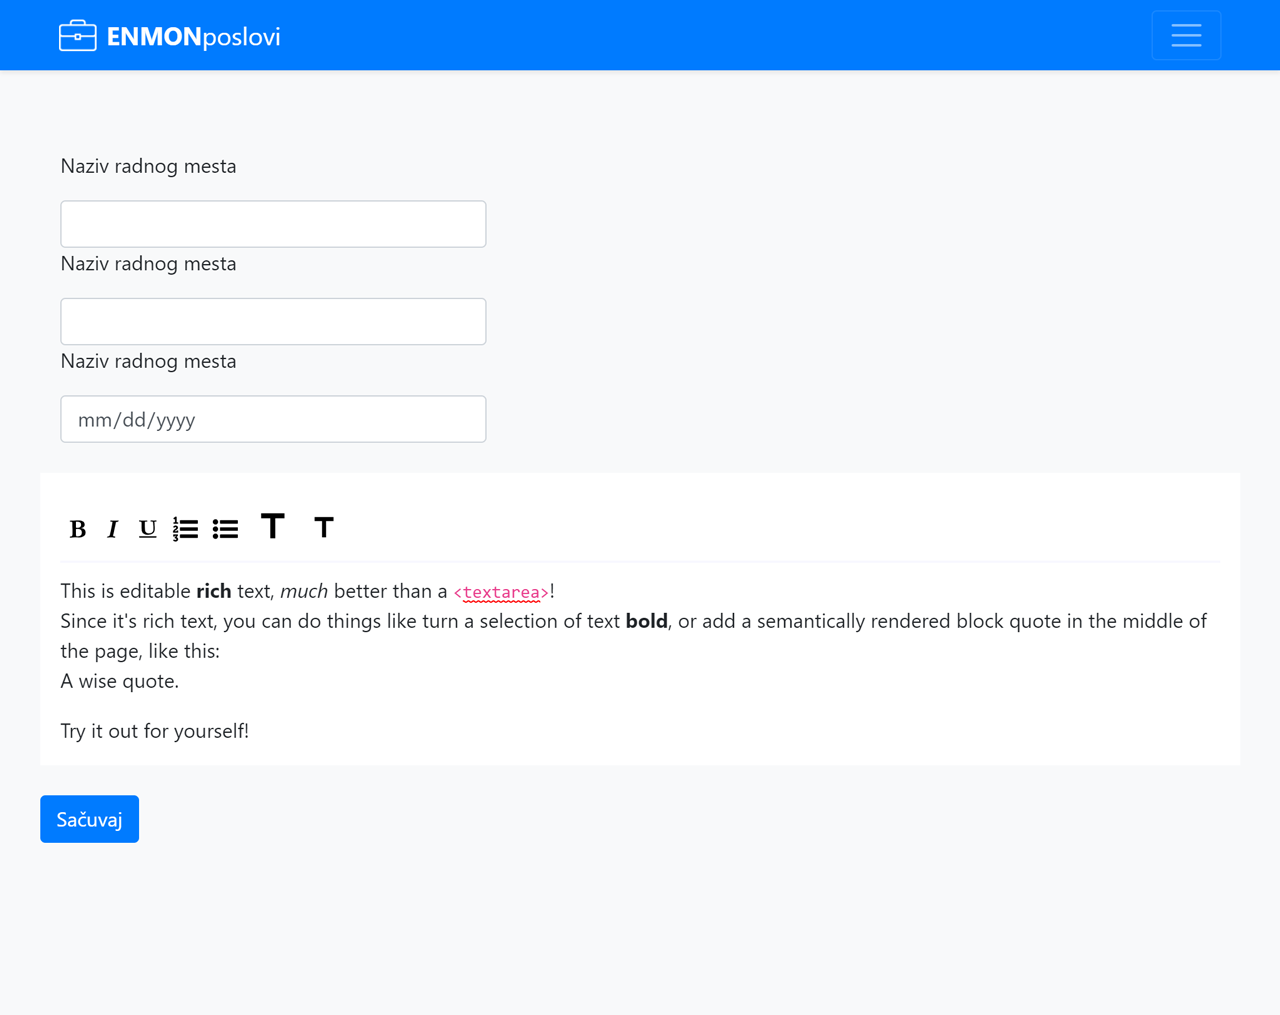 ENMONposlovi
Naziv radnog mesta
Naziv radnog mesta
Naziv radnog mesta
mm/dd/yyyy
B I U 1 2 3 T T
This is editable rich text, much better than a <textarea>!
Since it's rich text, you can do things like turn a selection of text bold, or add a semantically rendered block quote in the middle of
the page, like this:
A wise quote.
Try it out for yourself!
Sačuvaj